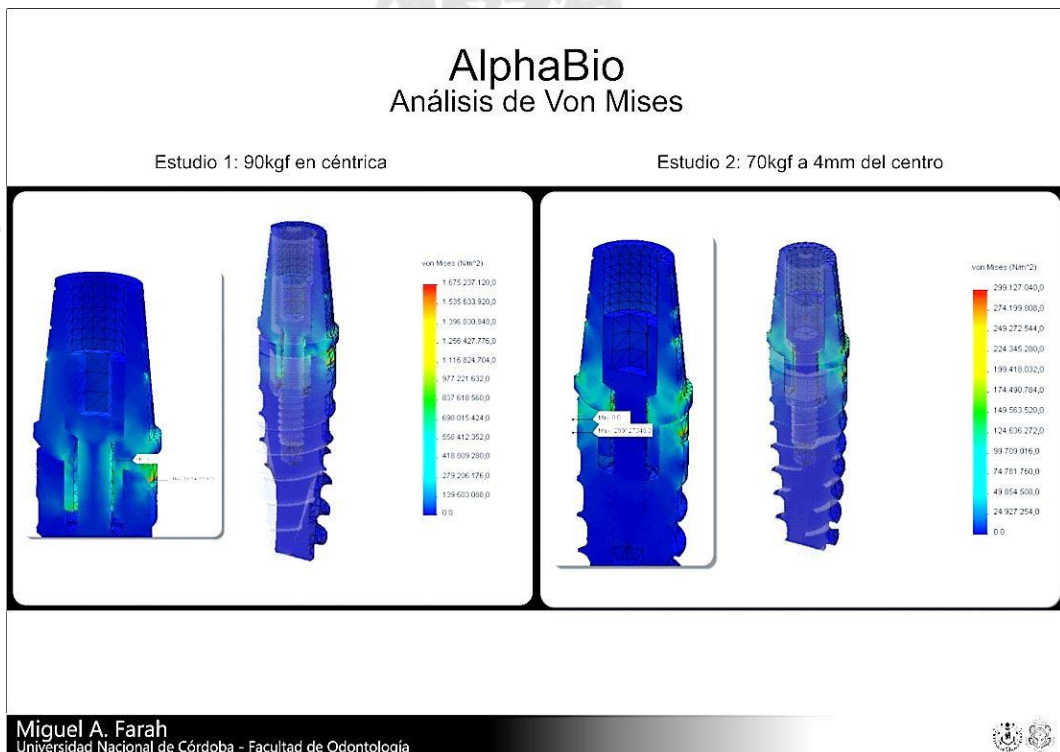 AlphaBio
Análisis de Von Mises
Estudio 1: 90kgf en céntrica
Estudio 2: 70kgf a 4mm del centro
von Mises (N/m^2)
1.675.237.120,0
1.535.633.920,0
1.396.030.848,0
1.256.427.776,0
1.116.824.704,0
977.221.632,0
837.618.560,0
698.015.424,0
558.412.352,0
418.809.280,0
279.206.176,0
139.603.088,0
0.0
von Mises (N/m^2)
299.127.040,0
274.199.808,0
249.272.544,0
224.345.280,0
199.418.032,0
174.490.784,0
149.563.520,0
124.636.272,0
99.709.016,0
74.781.760,0
49.854.508,0
24.927.254,0
0.0
Min: 0.0
Miguel A. Farah
Universidad Nacional de Córdoba - Facultad de Odontología